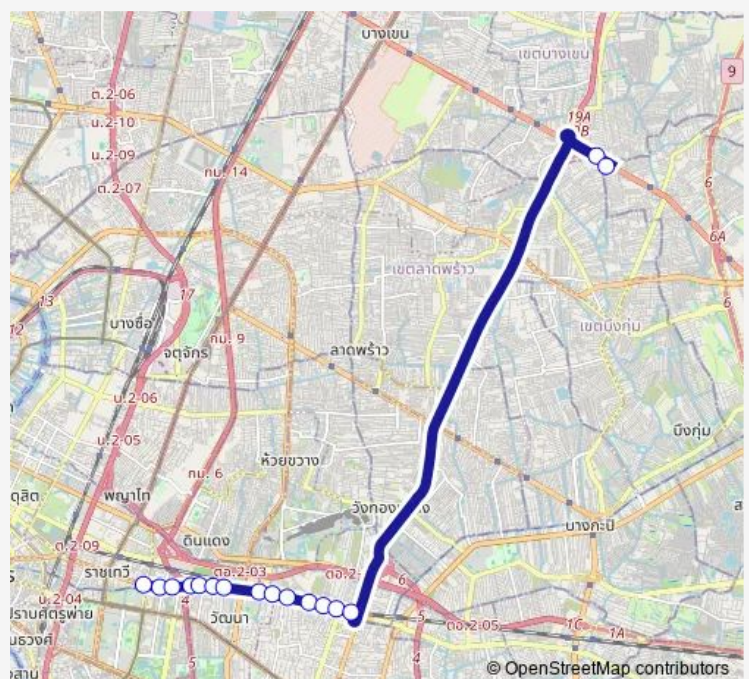 บางเขน
เขตบางเขน
9
ต.2-06
น.2-10
19A
น.2-09
ต.2-07
กม. 14
6
6A
เขตลาดพร้าว
6
13
17
12
บางซื่อ
เขตบึงกุ่ม
จตุจักร
กม. 9
ลาดพร้าว
น.2-06
บึงกุ่ม
น.2-05
ห้วยขวาง
กม. 6
พญาไท
บางกะปิ
ดินแดง
ต.2-09
ราชเทวี
ตอ.2-03
ตอ.2-
6
4
น.2-04
วัฒนา
5
ตอ.2-05
1C
1A
5
4
© OpenStreetMap contributors